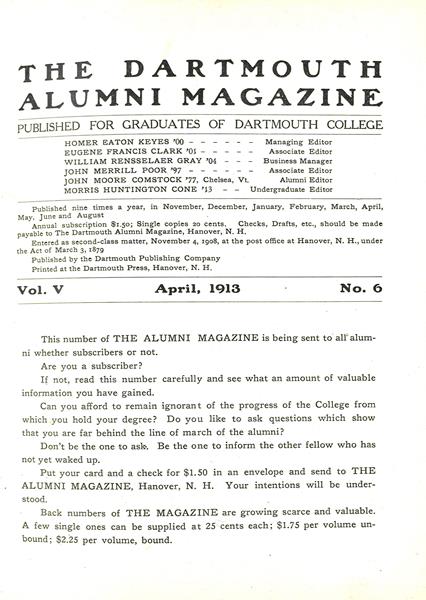 THE DARTMOUTH
ALUMNI MAGAZINE
PUBLISHED FOR GRADUATES OF DARTMOUTH COLLEGE
HOMER EATON KEYES '00 - - - - - - Managing Editor
EUGENE FRANCIS CLARK '01 - - - - - Associate Editor
WILLIAM RENSSELAER GRAY '04 - - - Business Manager
JOHN MERRILL POOR '97 - - - - - - Associate Editor
JOHN MOORE COMSTOCK '77, Chelsea, Vt. Alumni Editor
MORRIS HUNTINGTON CONE '13 - - Undergraduate Editor
Published nine times a year, in November, December, January, February, March, April,
May, June and August
Annual subscription $1.50; Single copies 20 cents. Checks, Drafts, etc., should be made
payable to The Dartmouth Alumni Magazine, Hanover, N. H.
Entered as second-class matter, November 4, 1908, at the post office at Hanover, N. H., under
the Act of March 3, 1879
Published by the Dartmouth Publishing Company
Printed at the Dartmouth Press, Hanover, N. H.
Vol. V April, 1913 No. 6
This number of THE ALUMNI MAGAZINE is being sent to all alum-
ni whether subscribers or not.
Are you a subscriber?
If not, read this number carefully and see what an amount of valuable
information you have gained.
Can you afford to remain ignorant of the progress of the College from
which you hold your degree? Do you like to ask questions which show
that you are far behind the line of march of the alumni?
Don't be the one to ask. Be the one to inform the other fellow who has
not yet waked up.
Put your card and a check for $1.50 in an envelope and send to THE
ALUMNI MAGAZINE, Hanover, N. H. Your intentions will be under-
stood.
Back numbers of THE MAGAZINE are growing scarce and valuable.
A few single ones can be supplied at 25 cents each; $1.75 per volume un-
bound; $2.25 per volume, bound.